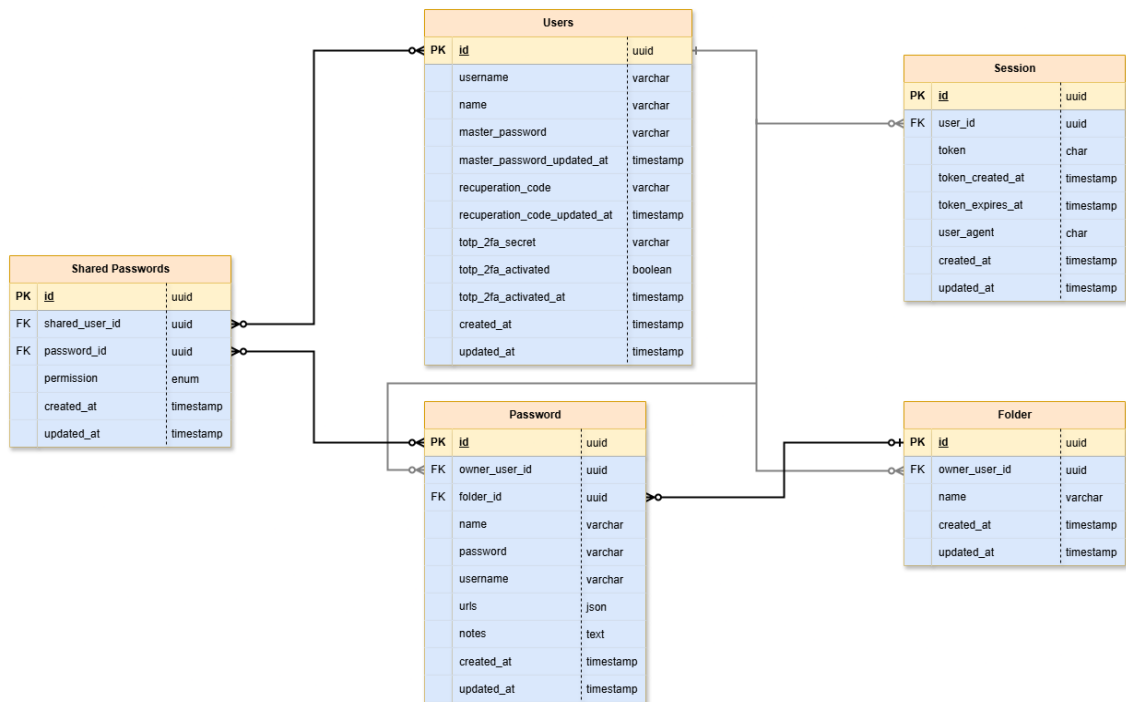 Users
PK id uuid
username varchar
name varchar
master_password varchar
master_password_updated_at timestamp
recuperation_code varchar
recuperation_code_updated_at timestamp
totp_2fa_secret varchar
totp_2fa_activated boolean
totp_2fa_activated_at timestamp
created_at timestamp
updated_at timestamp
Session
PK id uuid
FK user_id uuid
token char
token_created_at timestamp
token_expires_at timestamp
user_agent char
created_at timestamp
updated_at timestamp
Shared Passwords
PK id uuid
FK shared_user_id uuid
FK password_id uuid
permission enum
created_at timestamp
updated_at timestamp
Password
PK id uuid
FK owner_user_id uuid
FK folder_id uuid
name varchar
password varchar
username varchar
urls json
notes text
created_at timestamp
updated_at timestamp
Folder
PK id uuid
FK owner_user_id uuid
name varchar
created_at timestamp
updated_at timestamp